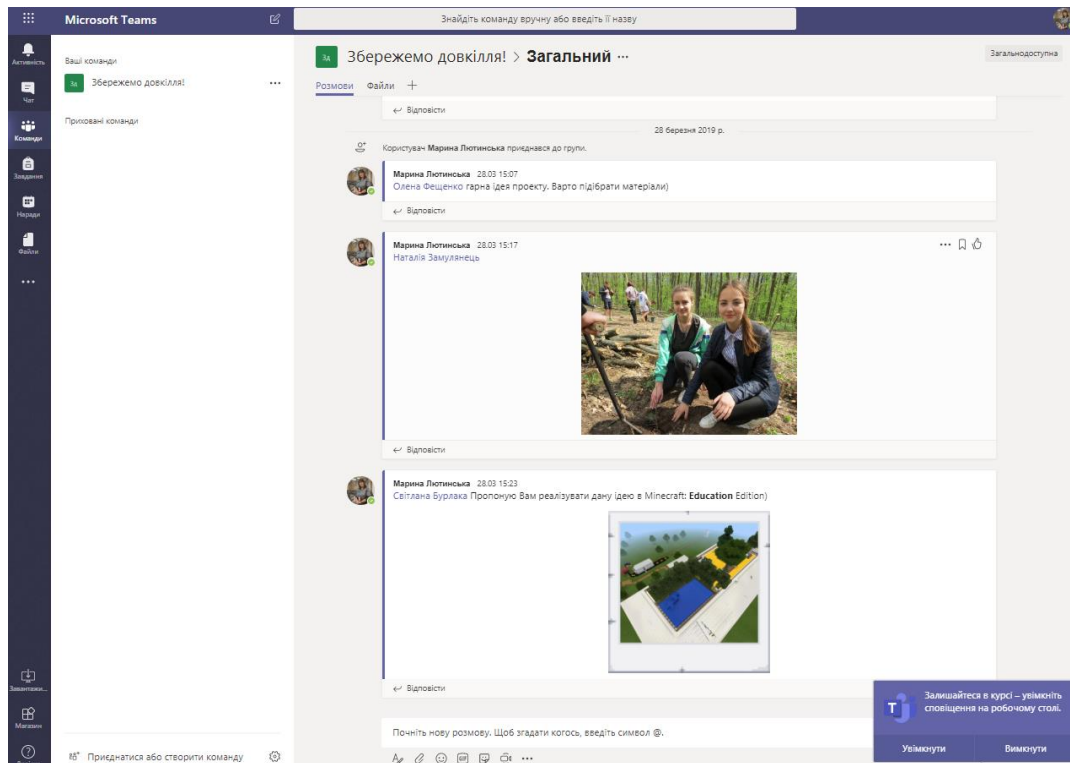 Microsoft Teams
Знайдіть команду вручну або введіть її назву
Активність
Чат
Команди
Завдання
Наради
Файли
Завантажи...
Магазин
Ваші команди
Зд
Збережемо довкілля!
Приховані команди
Приєднатися або створити команду
Зд
Збережемо довкілля! > Загальний ...
Загальнодоступна
Розмови Файли +
Відповісти
28 березня 2019 р.
Користувач Марина Лютинська приєднався до групи.
Марина Лютинська 28.03 15:07
Олена Фещенко гарна ідея проекту. Варто підібрати матеріали)
Відповісти
Марина Лютинська 28.03 15:17
Наталія Замулянець
Відповісти
Марина Лютинська 28.03 15:23
Світлана Бурлака Пропоную Вам реалізувати дану ідею в Minecraft: Education Edition)
Відповісти
Почніть нову розмову. Щоб згадати когось, введіть символ @.
GIF
T
Залишайтеся в курсі – увімкніть
сповіщення на робочому столі.
Увімкнути Вимкнути